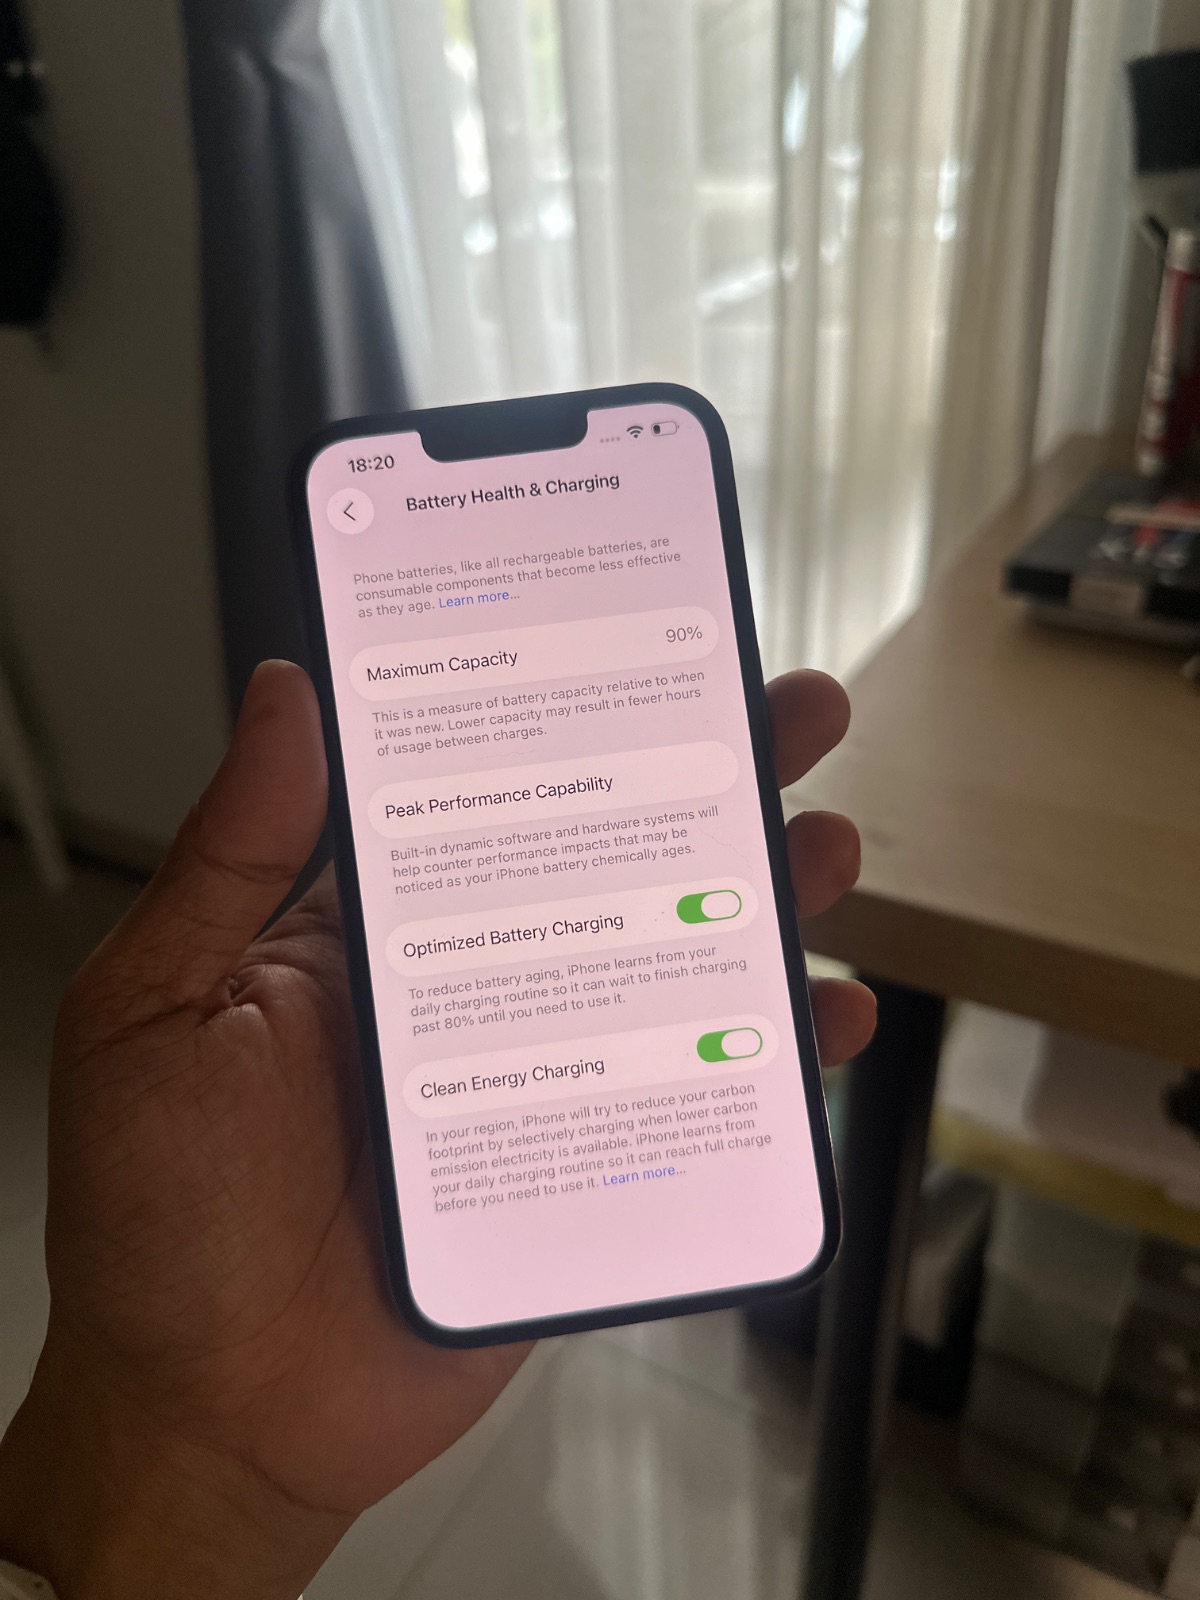 18:20
Battery Health & Charging
Phone batteries, like all rechargeable batteries, are
consumable components that become less effective
as they age. Learn more...
Maximum Capacity 90%
This is a measure of battery capacity relative to when
it was new. Lower capacity may result in fewer hours
of usage between charges.
Peak Performance Capability
Built-in dynamic software and hardware systems will
help counter performance impacts that may be
noticed as your iPhone battery chemically ages.
Optimized Battery Charging
To reduce battery aging, iPhone learns from your
daily charging routine so it can wait to finish charging
past 80% until you need to use it.
Clean Energy Charging
In your region, iPhone will try to reduce your carbon
footprint by selectively charging when lower carbon
emission electricity is available. iPhone learns from
your daily charging routine so it can reach full charge
before you need to use it. Learn more...